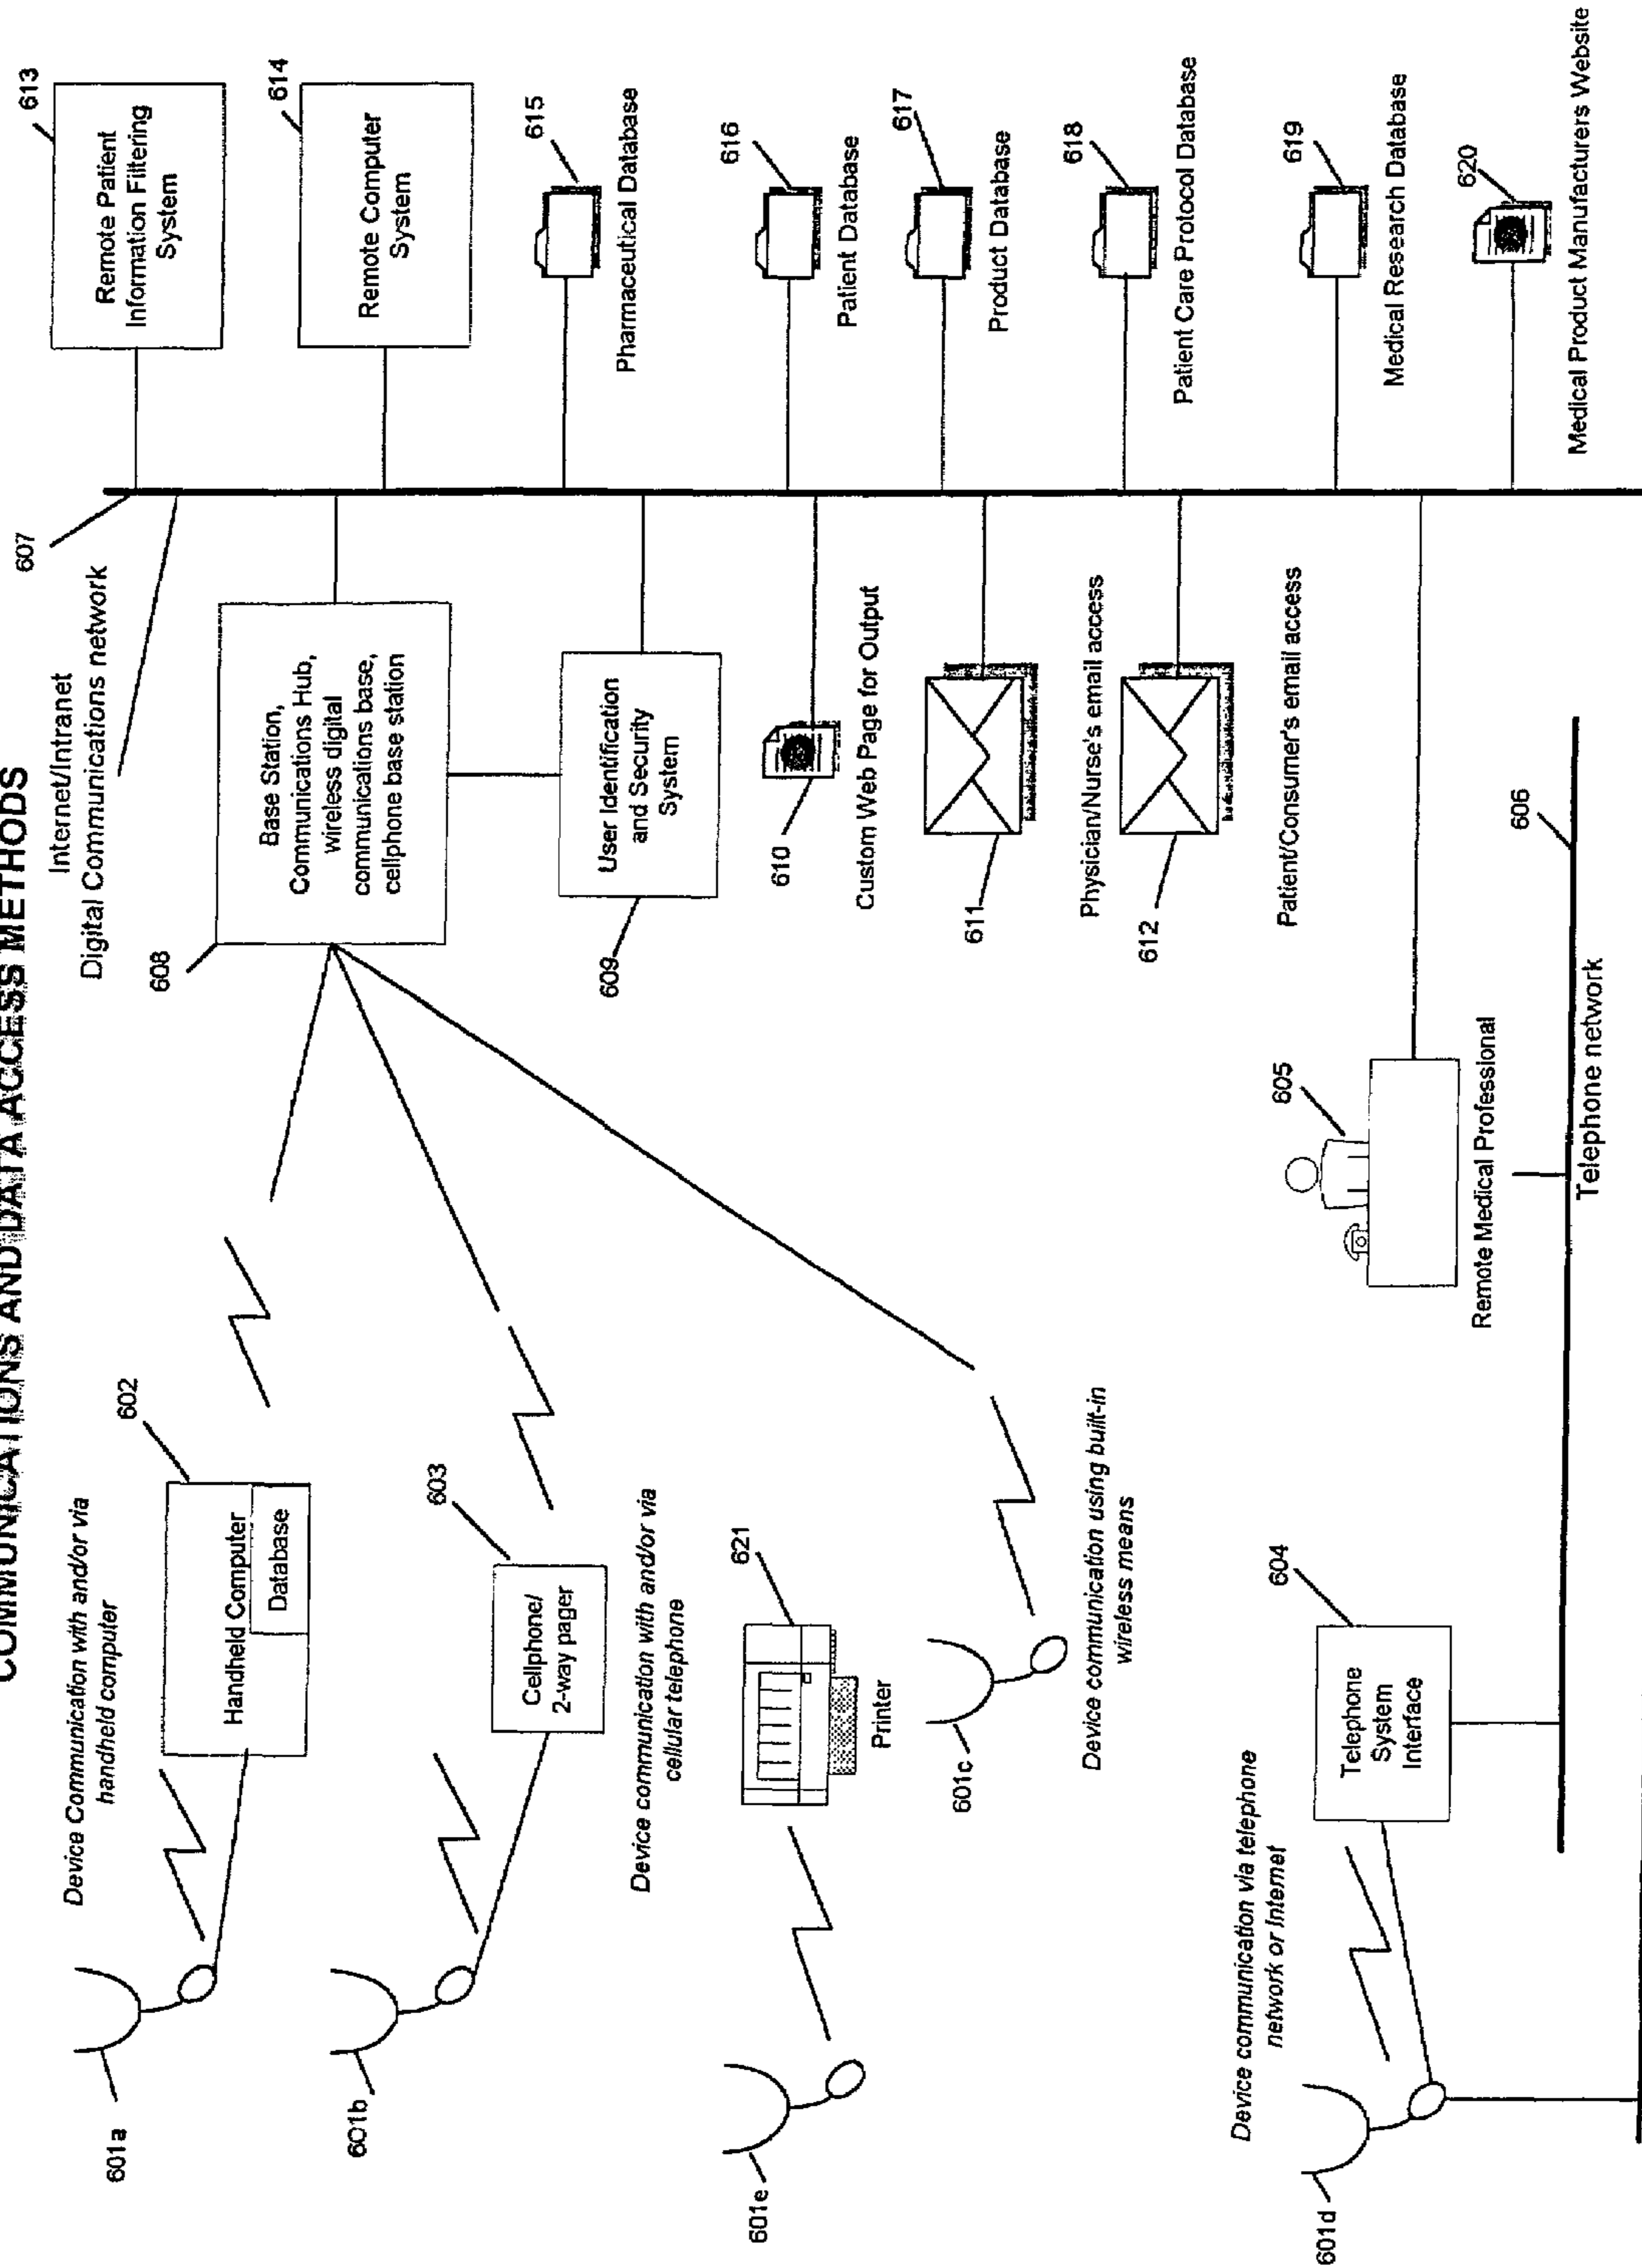 COMMUNICATIONS AND DATA ACCESS METHODS
607
Internet/Intranet
Digital Communications network
613
Remote Patient
Information Filtering
System
614
Remote Computer
System
615
Pharmaceutical Database
616
Patient Database
617
Product Database
618
Patient Care Protocol Database
619
Medical Research Database
620
Medical Product Manufacturers Website
608
Base Station,
Communications Hub,
wireless digital
communications base,
cellphone base station
609
User Identification
and Security
System
610
Custom Web Page for Output
611
Physician/Nurse's email access
612
Patient/Consumer's email access
601a
Device Communication with and/or via
handheld computer
602
Handheld Computer
Database
601b
603
Cellphone/
2-way pager
Device communication with and/or via
cellular telephone
601e
621
Printer
601c
Device communication using built-in
wireless means
601d
Device communication via telephone
network or Internet
604
Telephone
System
Interface
605
Remote Medical Professional
606
Telephone network